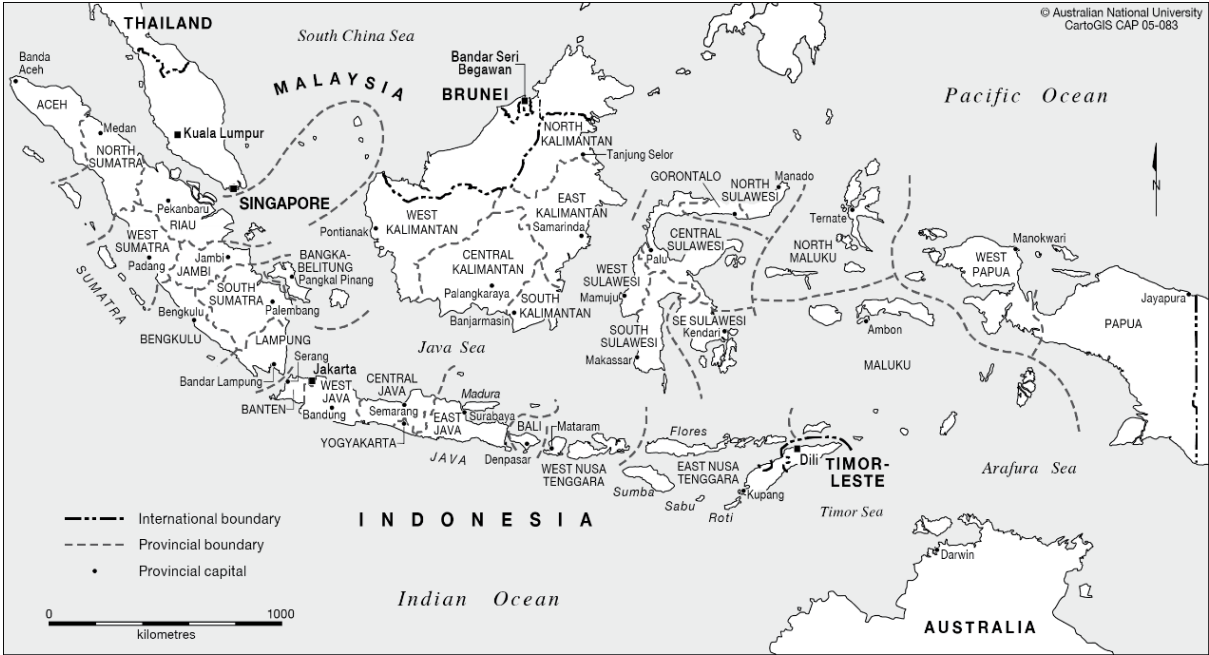 © Australian National University
CartoGIS CAP 05-083
THAILAND
South China Sea
Banda
Aceh
Bandar Seri
Begawan
MALAYSIA
BRUNEI
Pacific Ocean
ACEH
Medan
Kuala Lumpur
NORTH
SUMATRA
NORTH
KALIMANTAN
Tanjung Selor
N
SINGAPORE
GORONTALO
NORTH
SULAWESI
Manado
Pekanbaru
RIAU
WEST
KALIMANTAN
EAST
KALIMANTAN
Samarinda
Ternate
Pontianak
WEST
SUMATRA
Padang
Jambi
JAMBI
BANGKA-
BELITUNG
Pangkal Pinang
CENTRAL
KALIMANTAN
CENTRAL
SULAWESI
Palu
NORTH
MALUKU
Manokwari
WEST
PAPUA
SUMATRA
SOUTH
SUMATRA
Palembang
Palangkaraya
WEST
SULAWESI
Mamuju
Jayapura
Bengkulu
BENGKULU
SOUTH
KALIMANTAN
Banjarmasin
SE SULAWESI
Kendari
Ambon
PAPUA
LAMPUNG
Java Sea
SOUTH
SULAWESI
Makassar
MALUKU
Serang
Jakarta
Bandar Lampung
WEST
JAVA
CENTRAL
JAVA
Madura
BANTEN
Bandung
Semarang
EAST
JAVA
Surabaya
BALI
Mataram
YOGYAKARTA
Flores
JAVA
Denpasar
WEST NUSA
TENGGARA
EAST NUSA
TENGGARA
Dili
TIMOR-
LESTE
Arafura Sea
Sumba
Sabu
Kupang
Roti
Timor Sea
INDONESIA
International boundary
Provincial boundary
Provincial capital
Darwin
Indian Ocean
0
1000
kilometres
AUSTRALIA